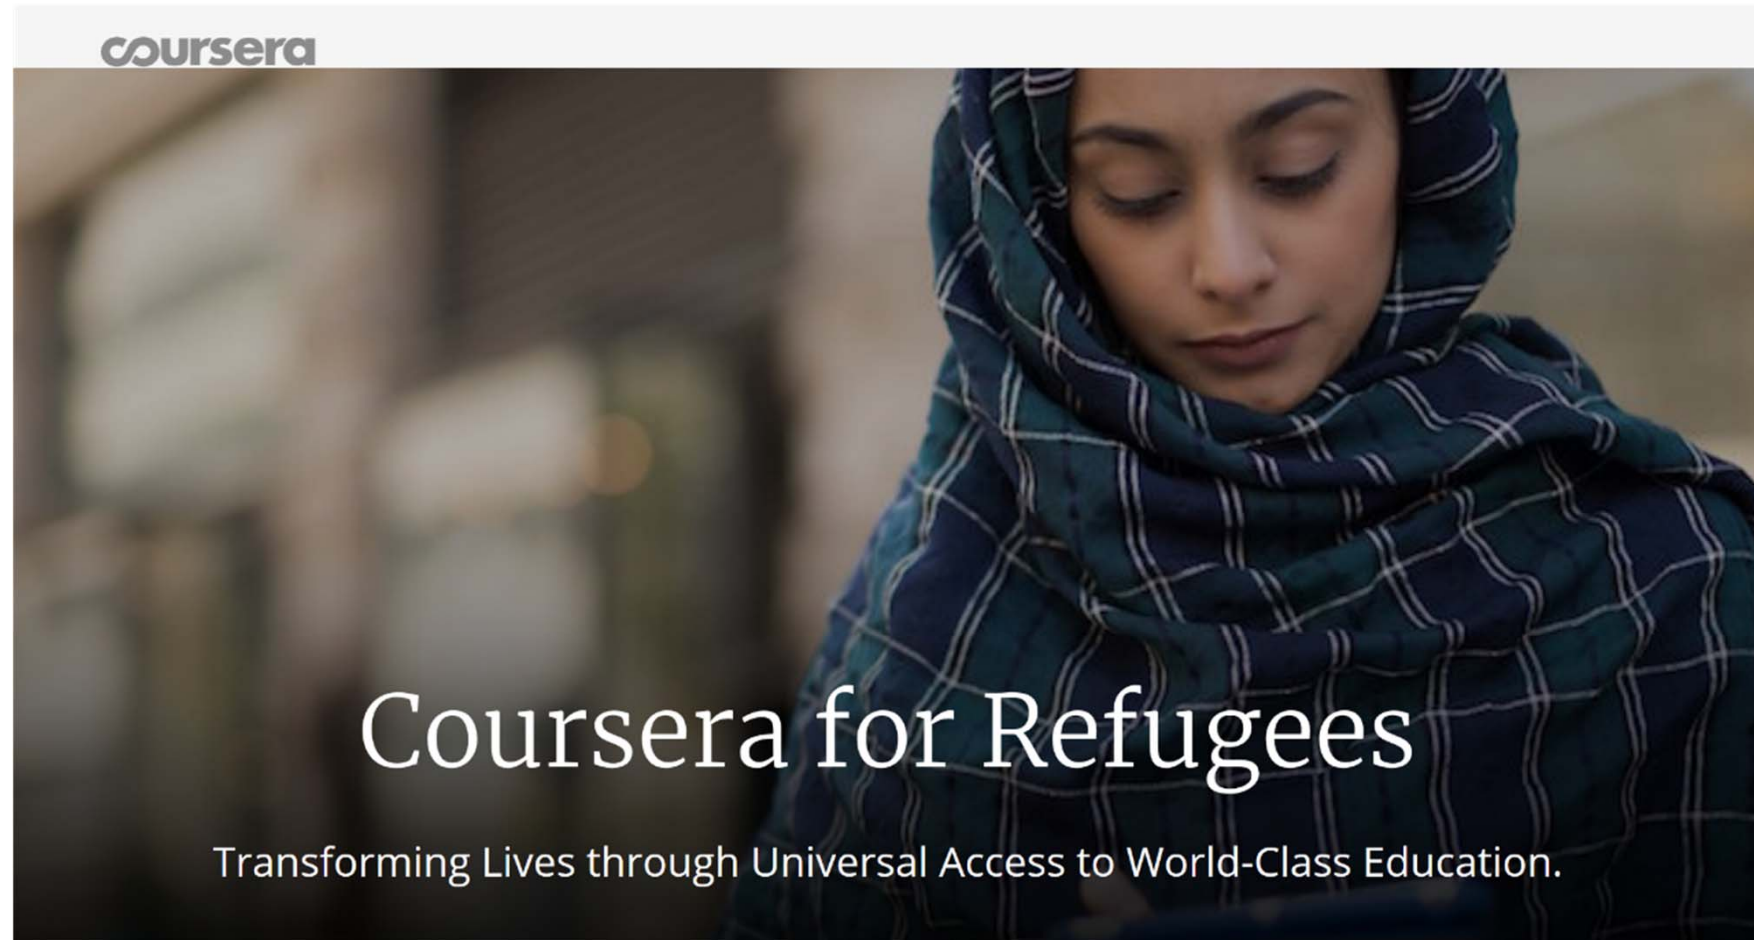 coursera
Coursera for Refugees
Transforming Lives through Universal Access to World-Class Education.